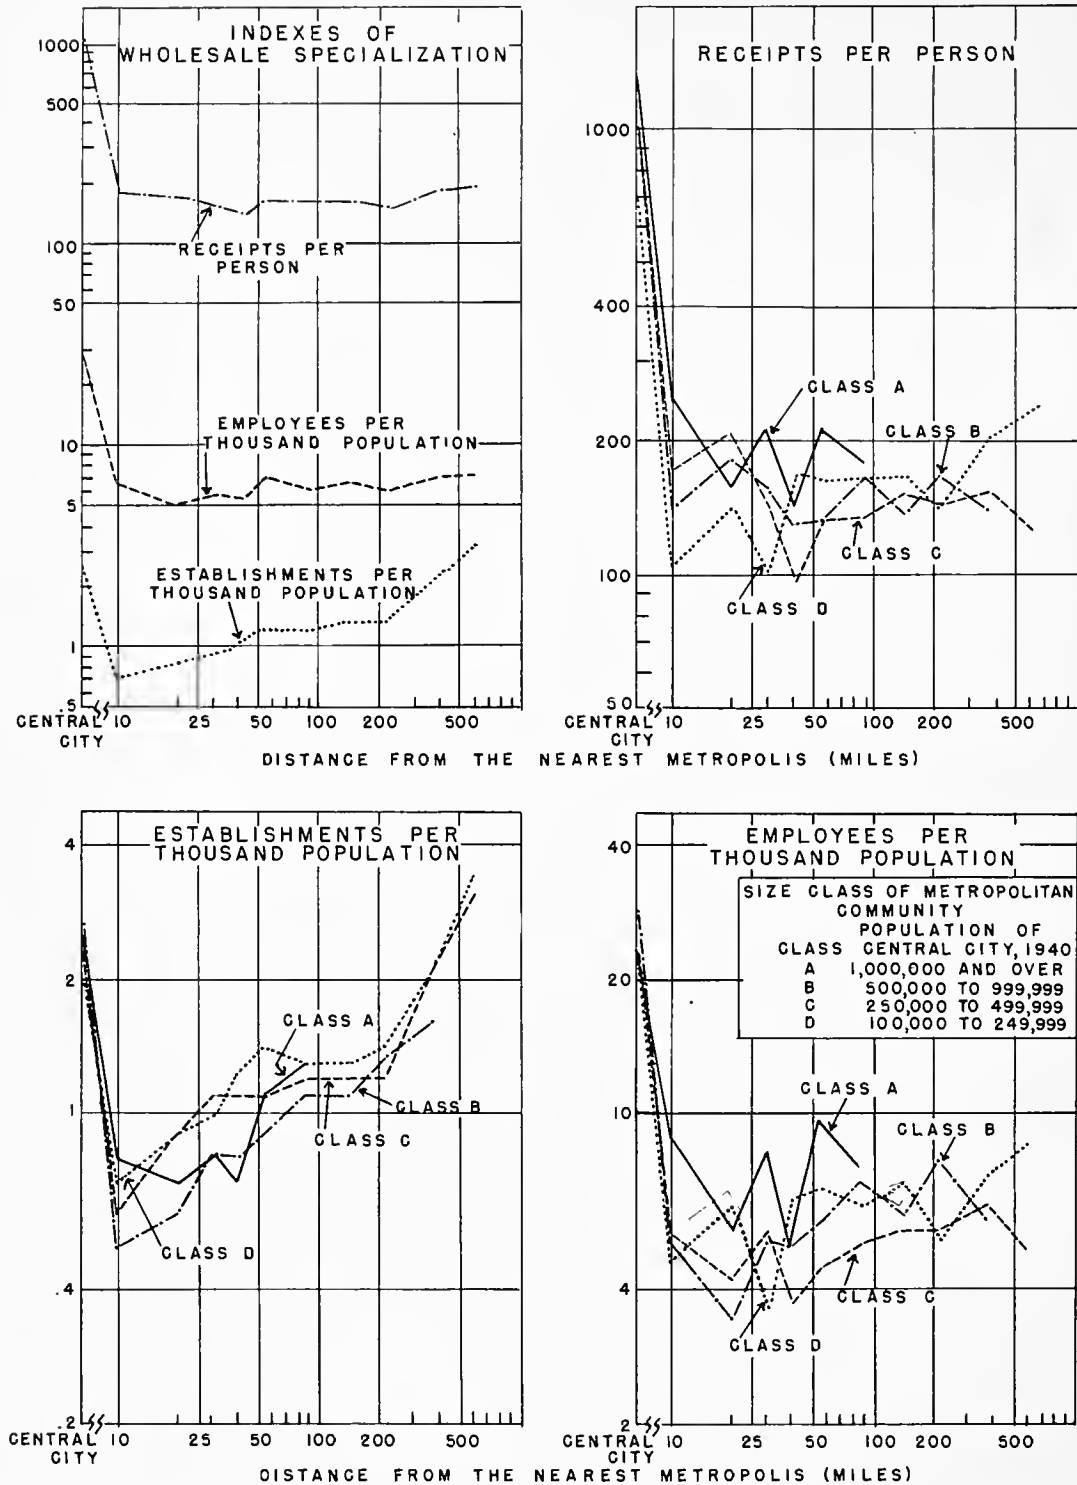 INDEXES OF
WHOLESALE SPECIALIZATION
1000
500
100
50
10
5
1
.5
RECEIPTS PER
PERSON
EMPLOYEES PER
THOUSAND POPULATION
ESTABLISHMENTS PER
THOUSAND POPULATION
CENTRAL
CITY
10
25
50
100
200
500
RECEIPTS PER PERSON
1000
400
200
100
50
CLASS A
CLASS B
CLASS C
CLASS D
CENTRAL
CITY
10
25
50
100
200
500
DISTANCE FROM THE NEAREST METROPOLIS (MILES)
ESTABLISHMENTS PER
THOUSAND POPULATION
4
2
1
.4
.2
CLASS A
CLASS B
CLASS C
CLASS D
CENTRAL
CITY
10
25
50
100
200
500
EMPLOYEES PER
THOUSAND POPULATION
SIZE CLASS OF METROPOLITAN
COMMUNITY
POPULATION OF
CLASS CENTRAL CITY, 1940
A 1,000,000 AND OVER
B 500,000 TO 999,999
C 250,000 TO 499,999
D 100,000 TO 249,999
40
20
10
4
2
CLASS A
CLASS B
CLASS C
CLASS D
CENTRAL
CITY
10
25
50
100
200
500
DISTANCE FROM THE NEAREST METROPOLIS (MILES)